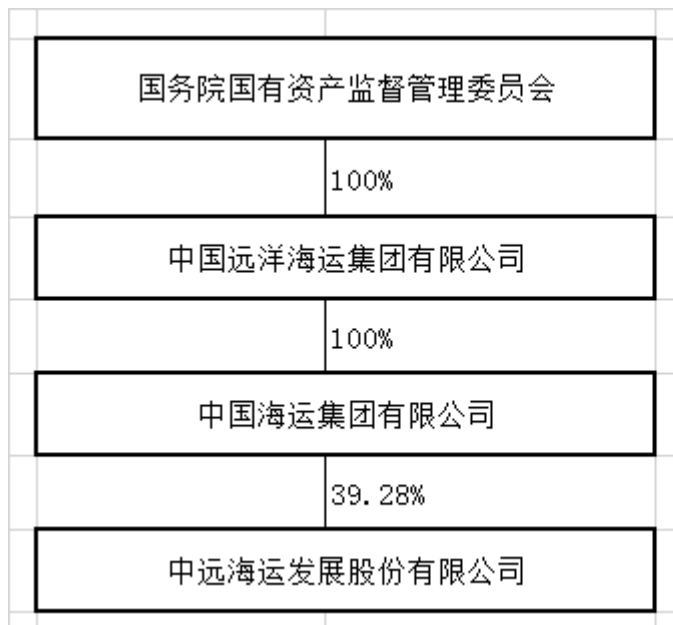 国务院国有资产监督管理委员会
100%
中国远洋海运集团有限公司
100%
中国海运集团有限公司
39.28%
中远海运发展股份有限公司